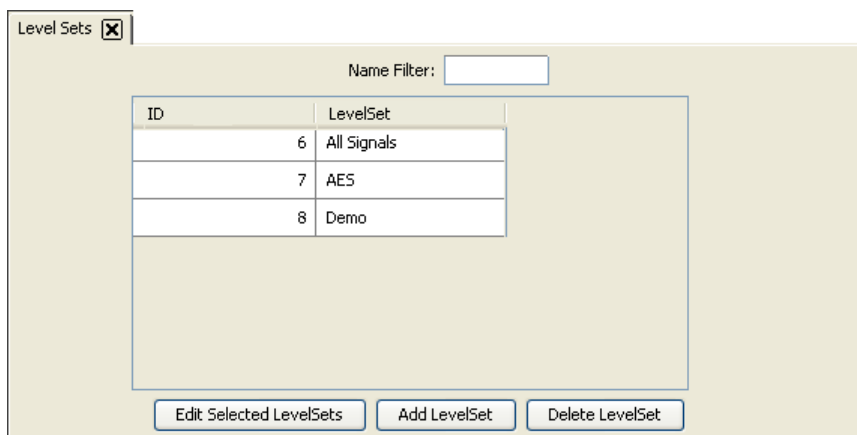 Level Sets
Name Filter:
ID LevelSet
6 All Signals
7 AES
8 Demo
Edit Selected LevelSets Add LevelSet Delete LevelSet